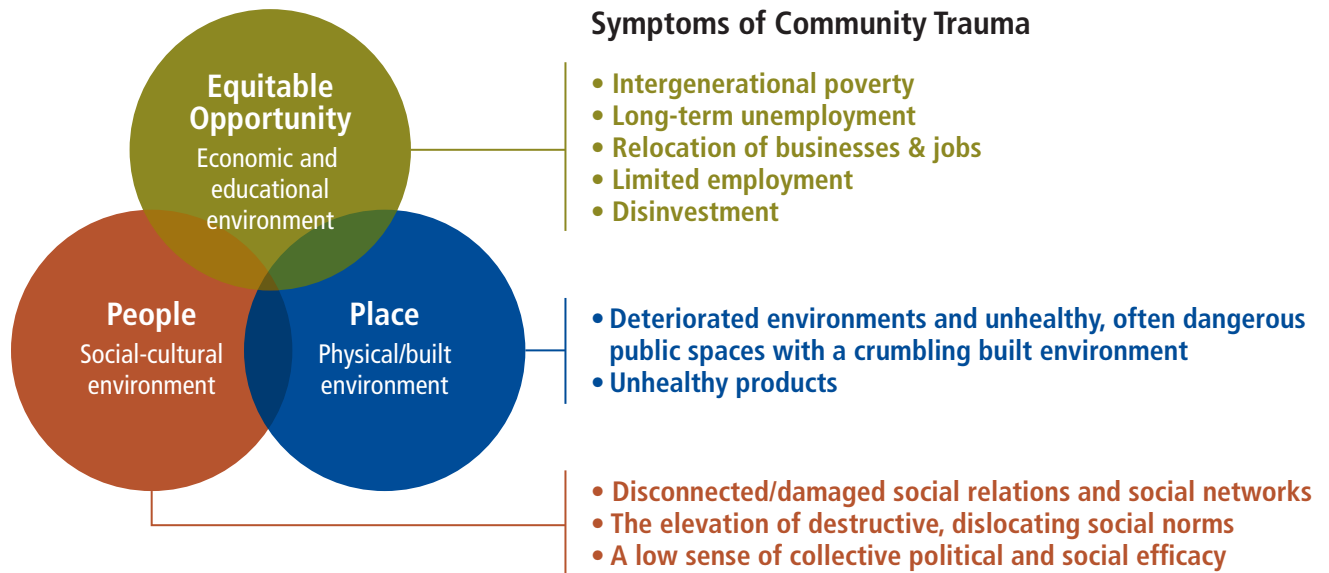 Symptoms of Community Trauma
Equitable
Opportunity
Economic and
educational
environment
• Intergenerational poverty
• Long-term unemployment
• Relocation of businesses & jobs
• Limited employment
• Disinvestment
People
Social-cultural
environment
Place
Physical/built
environment
• Deteriorated environments and unhealthy, often dangerous
public spaces with a crumbling built environment
• Unhealthy products
• Disconnected/damaged social relations and social networks
• The elevation of destructive, dislocating social norms
• A low sense of collective political and social efficacy